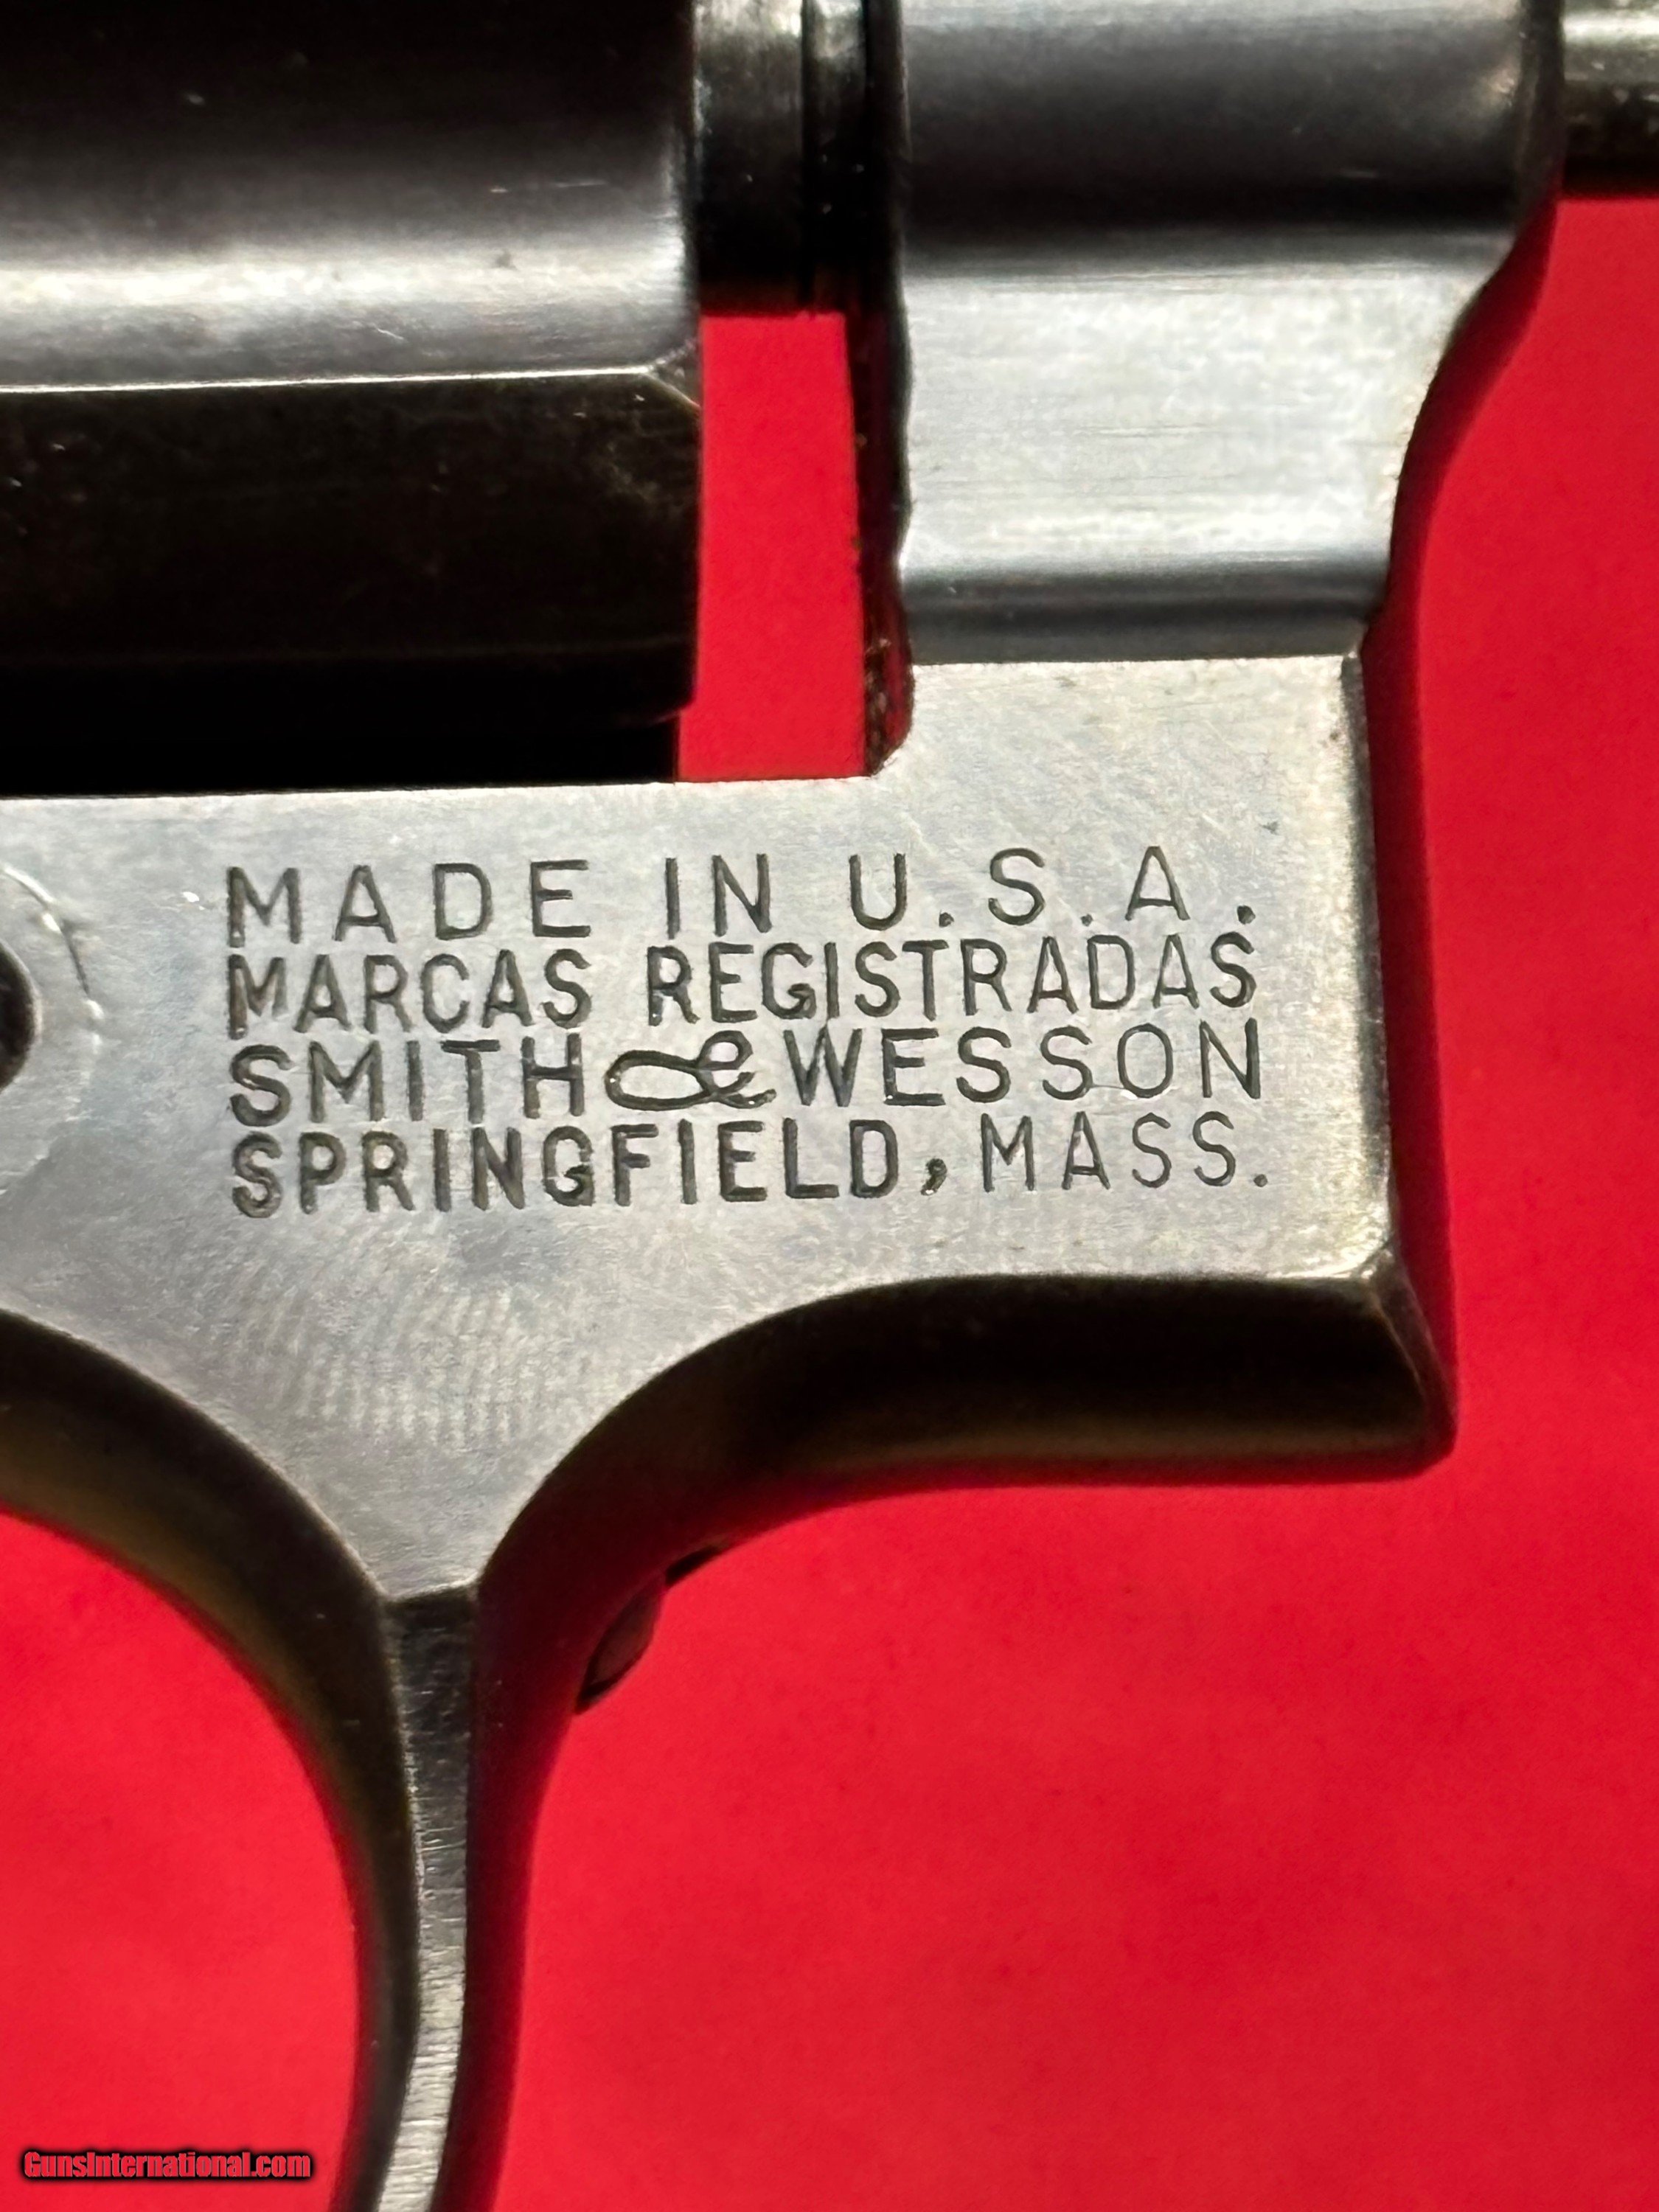 MADE IN U.S.A.
MARCAS REGISTRADAS
SMITH & WESSON
SPRINGFIELD, MASS.
GunsInternational.com